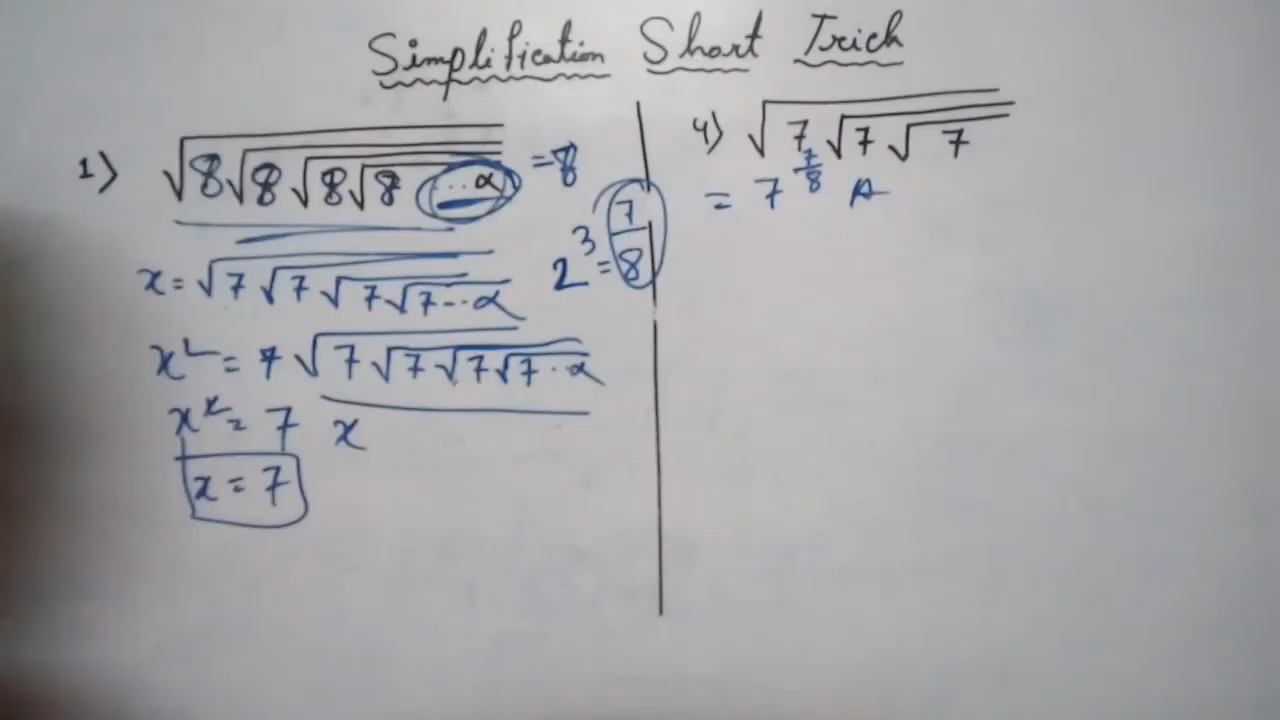 Simplification Short Trick
1) √8√8√8√8 ...α = 8
x = √7√7√7√7...α
x² = 7√7√7√7√7.α
x² = 7 x
x = 7
2³ = 8
7/8
4) √7√7√7
= 7^7/8 A